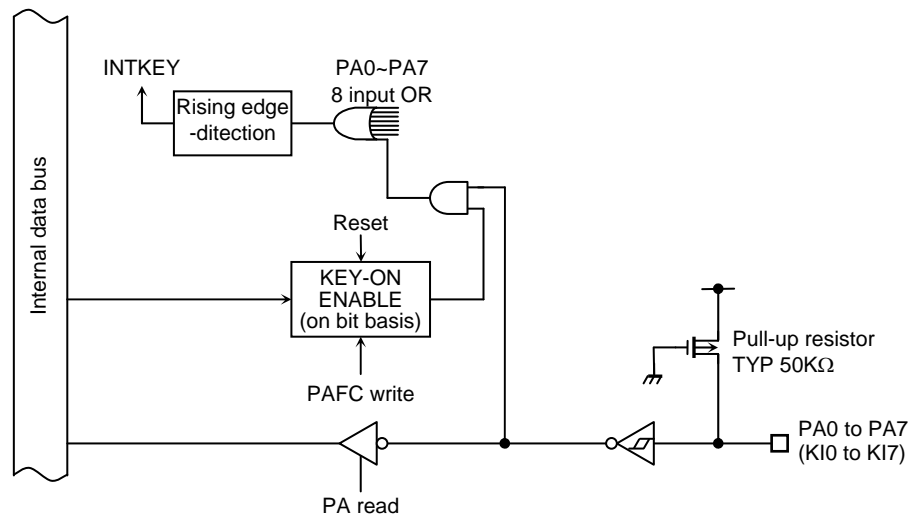 INTKEY
PA0~PA7
8 input OR
Rising edge
-ditection
Internal data bus
Reset
KEY-ON
ENABLE
(on bit basis)
PAFC write
Pull-up resistor
TYP 50KΩ
PA0 to PA7
(KI0 to KI7)
PA read